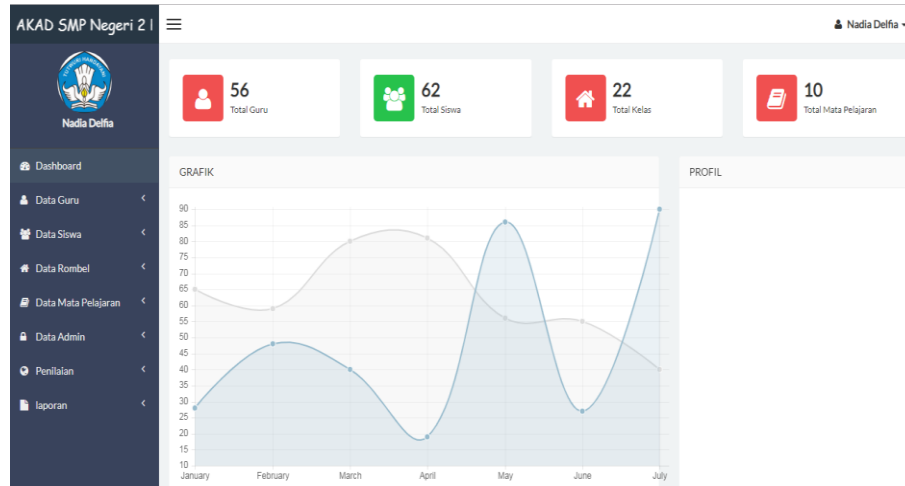 AKAD SMP Negeri 2 I
Nadia Delfia
Nadia Delfia
Dashboard
Data Guru
Data Siswa
Data Rombel
Data Mata Pelajaran
Data Admin
Penilaian
laporan
56
Total Guru
62
Total Siswa
22
Total Kelas
10
Total Mata Pelajaran
GRAFIK
90
85
80
75
70
65
60
55
50
45
40
35
30
25
20
15
10
January February March April May June July
PROFIL